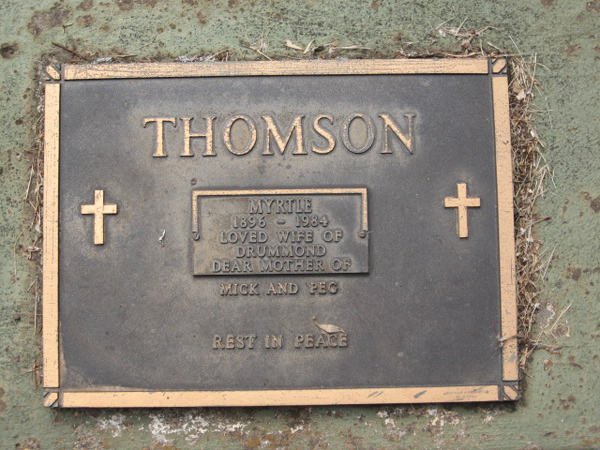 THOMSON
MYRTLE
1896 - 1984
LOVED WIFE OF
DRUMMOND
DEAR MOTHER OF
MICK AND PEG
REST IN PEACE